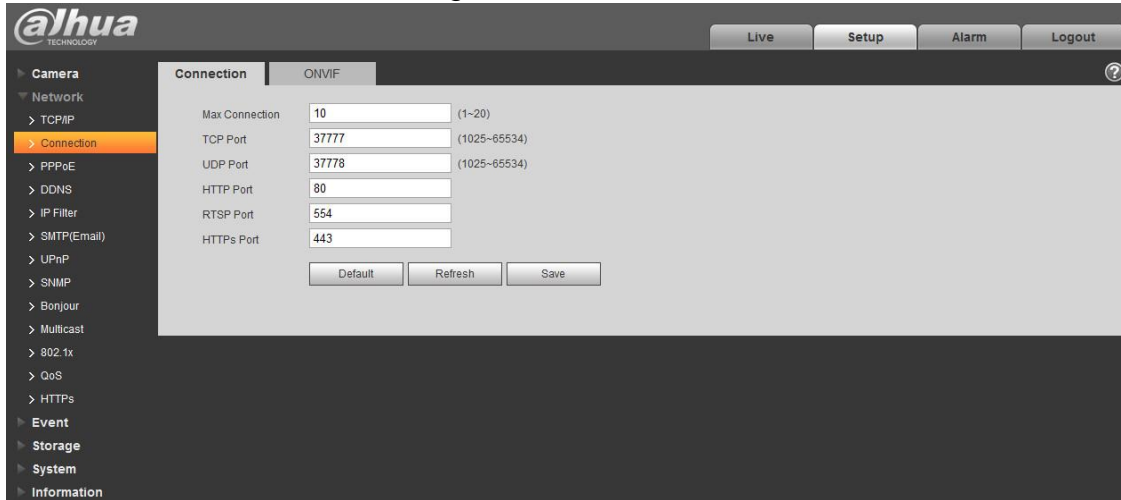 alhua
TECHNOLOGY
Live Setup Alarm Logout
Camera
Network
TCP/IP
Connection
PPPoE
DDNS
IP Filter
SMTP(Email)
UPnP
SNMP
Bonjour
Multicast
802.1x
QoS
HTTPs
Event
Storage
System
Information
Connection ONVIF ?
Max Connection 10 (1~20)
TCP Port 37777 (1025~65534)
UDP Port 37778 (1025~65534)
HTTP Port 80
RTSP Port 554
HTTPs Port 443
Default Refresh Save